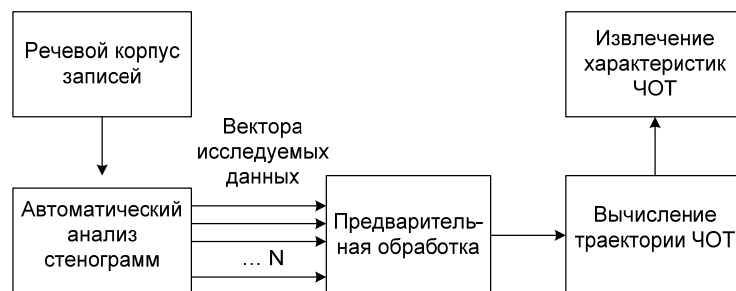 Речевой корпус
записей
Извлечение
характеристик
ЧОТ
Вектора
исследуемых
данных
Автоматический
анализ
стенограмм
... N
Предваритель-
ная обработка
Вычисление
траектории ЧОТ